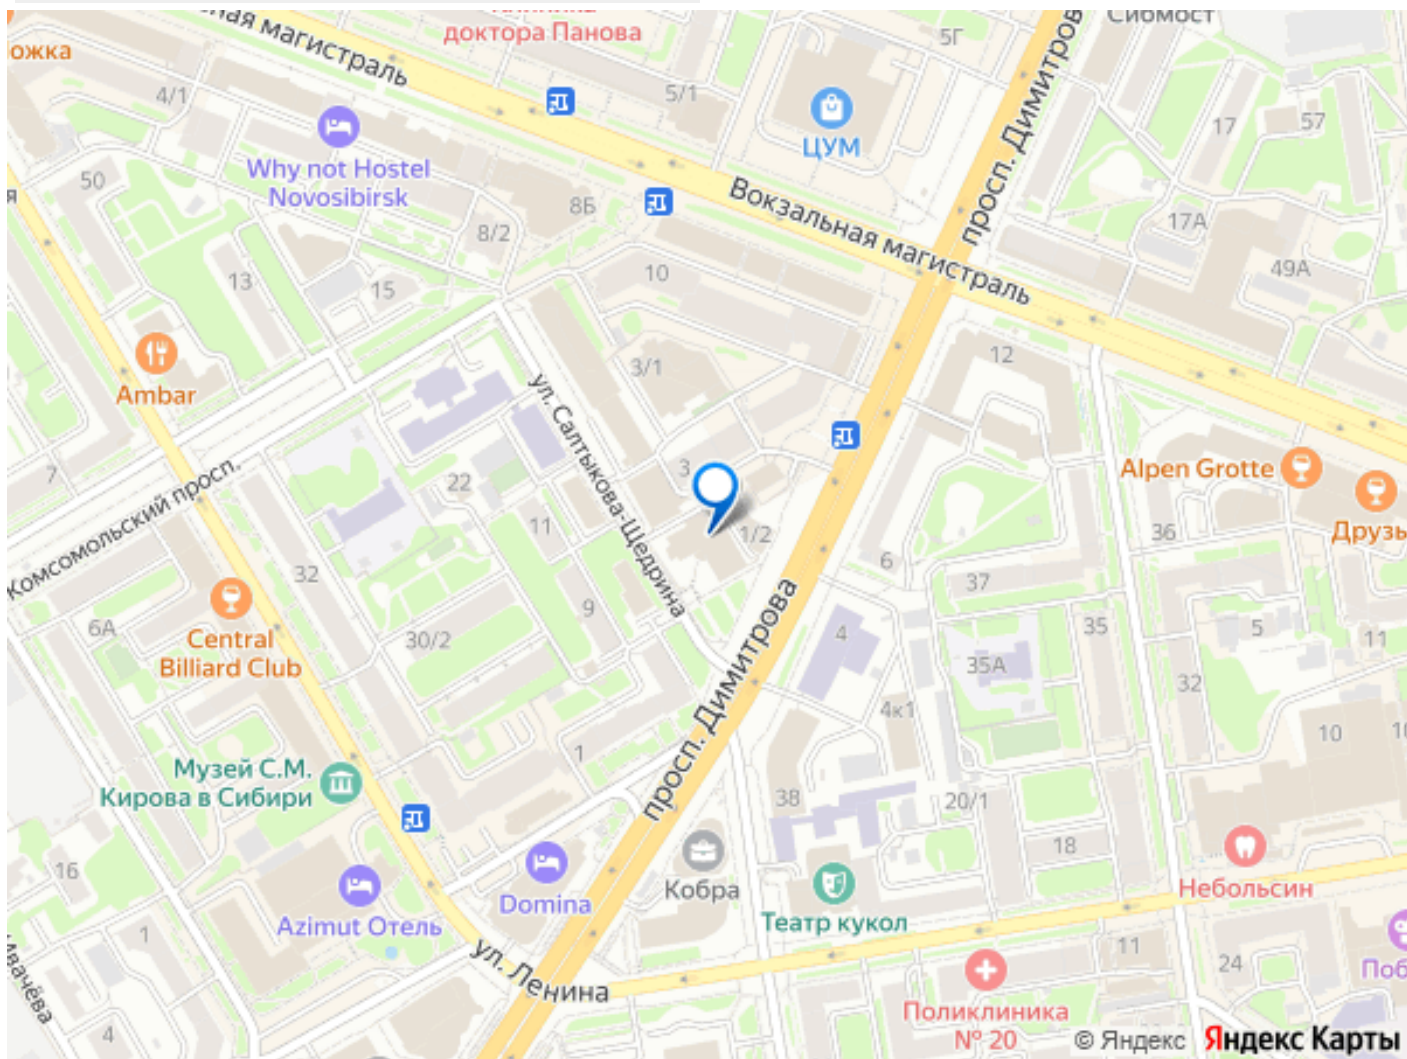 доктора Панова
Сибмост
5Г
ожка
ная магистраль
просп. Димитров
4/1
5/1
ЦУМ
17
57
Why not Hostel
Novosibirsk
50
я
8Б
8/2
Вокзальная магистраль
17А
49А
13
15
10
3/1
12
Ambar
ул. Салтыкова-Щедрина
7
Комсомольский просп.
22
3
11
1/2
Alpen Grotte
Друзь
36
6
37
32
9
6А
Central
Billiard Club
30/2
4
35
35А
5
11
32
просп. Димитрова
4к1
10
1
Музей С.М.
Кирова в Сибири
38
20/1
18
16
Domina
Кобра
Театр кукол
Небольсин
Azimut Отель
1
11
24
Поб
ул. Ленина
ивачёва
4
Поликлиника
№ 20
© Яндекс Яндекс Карты